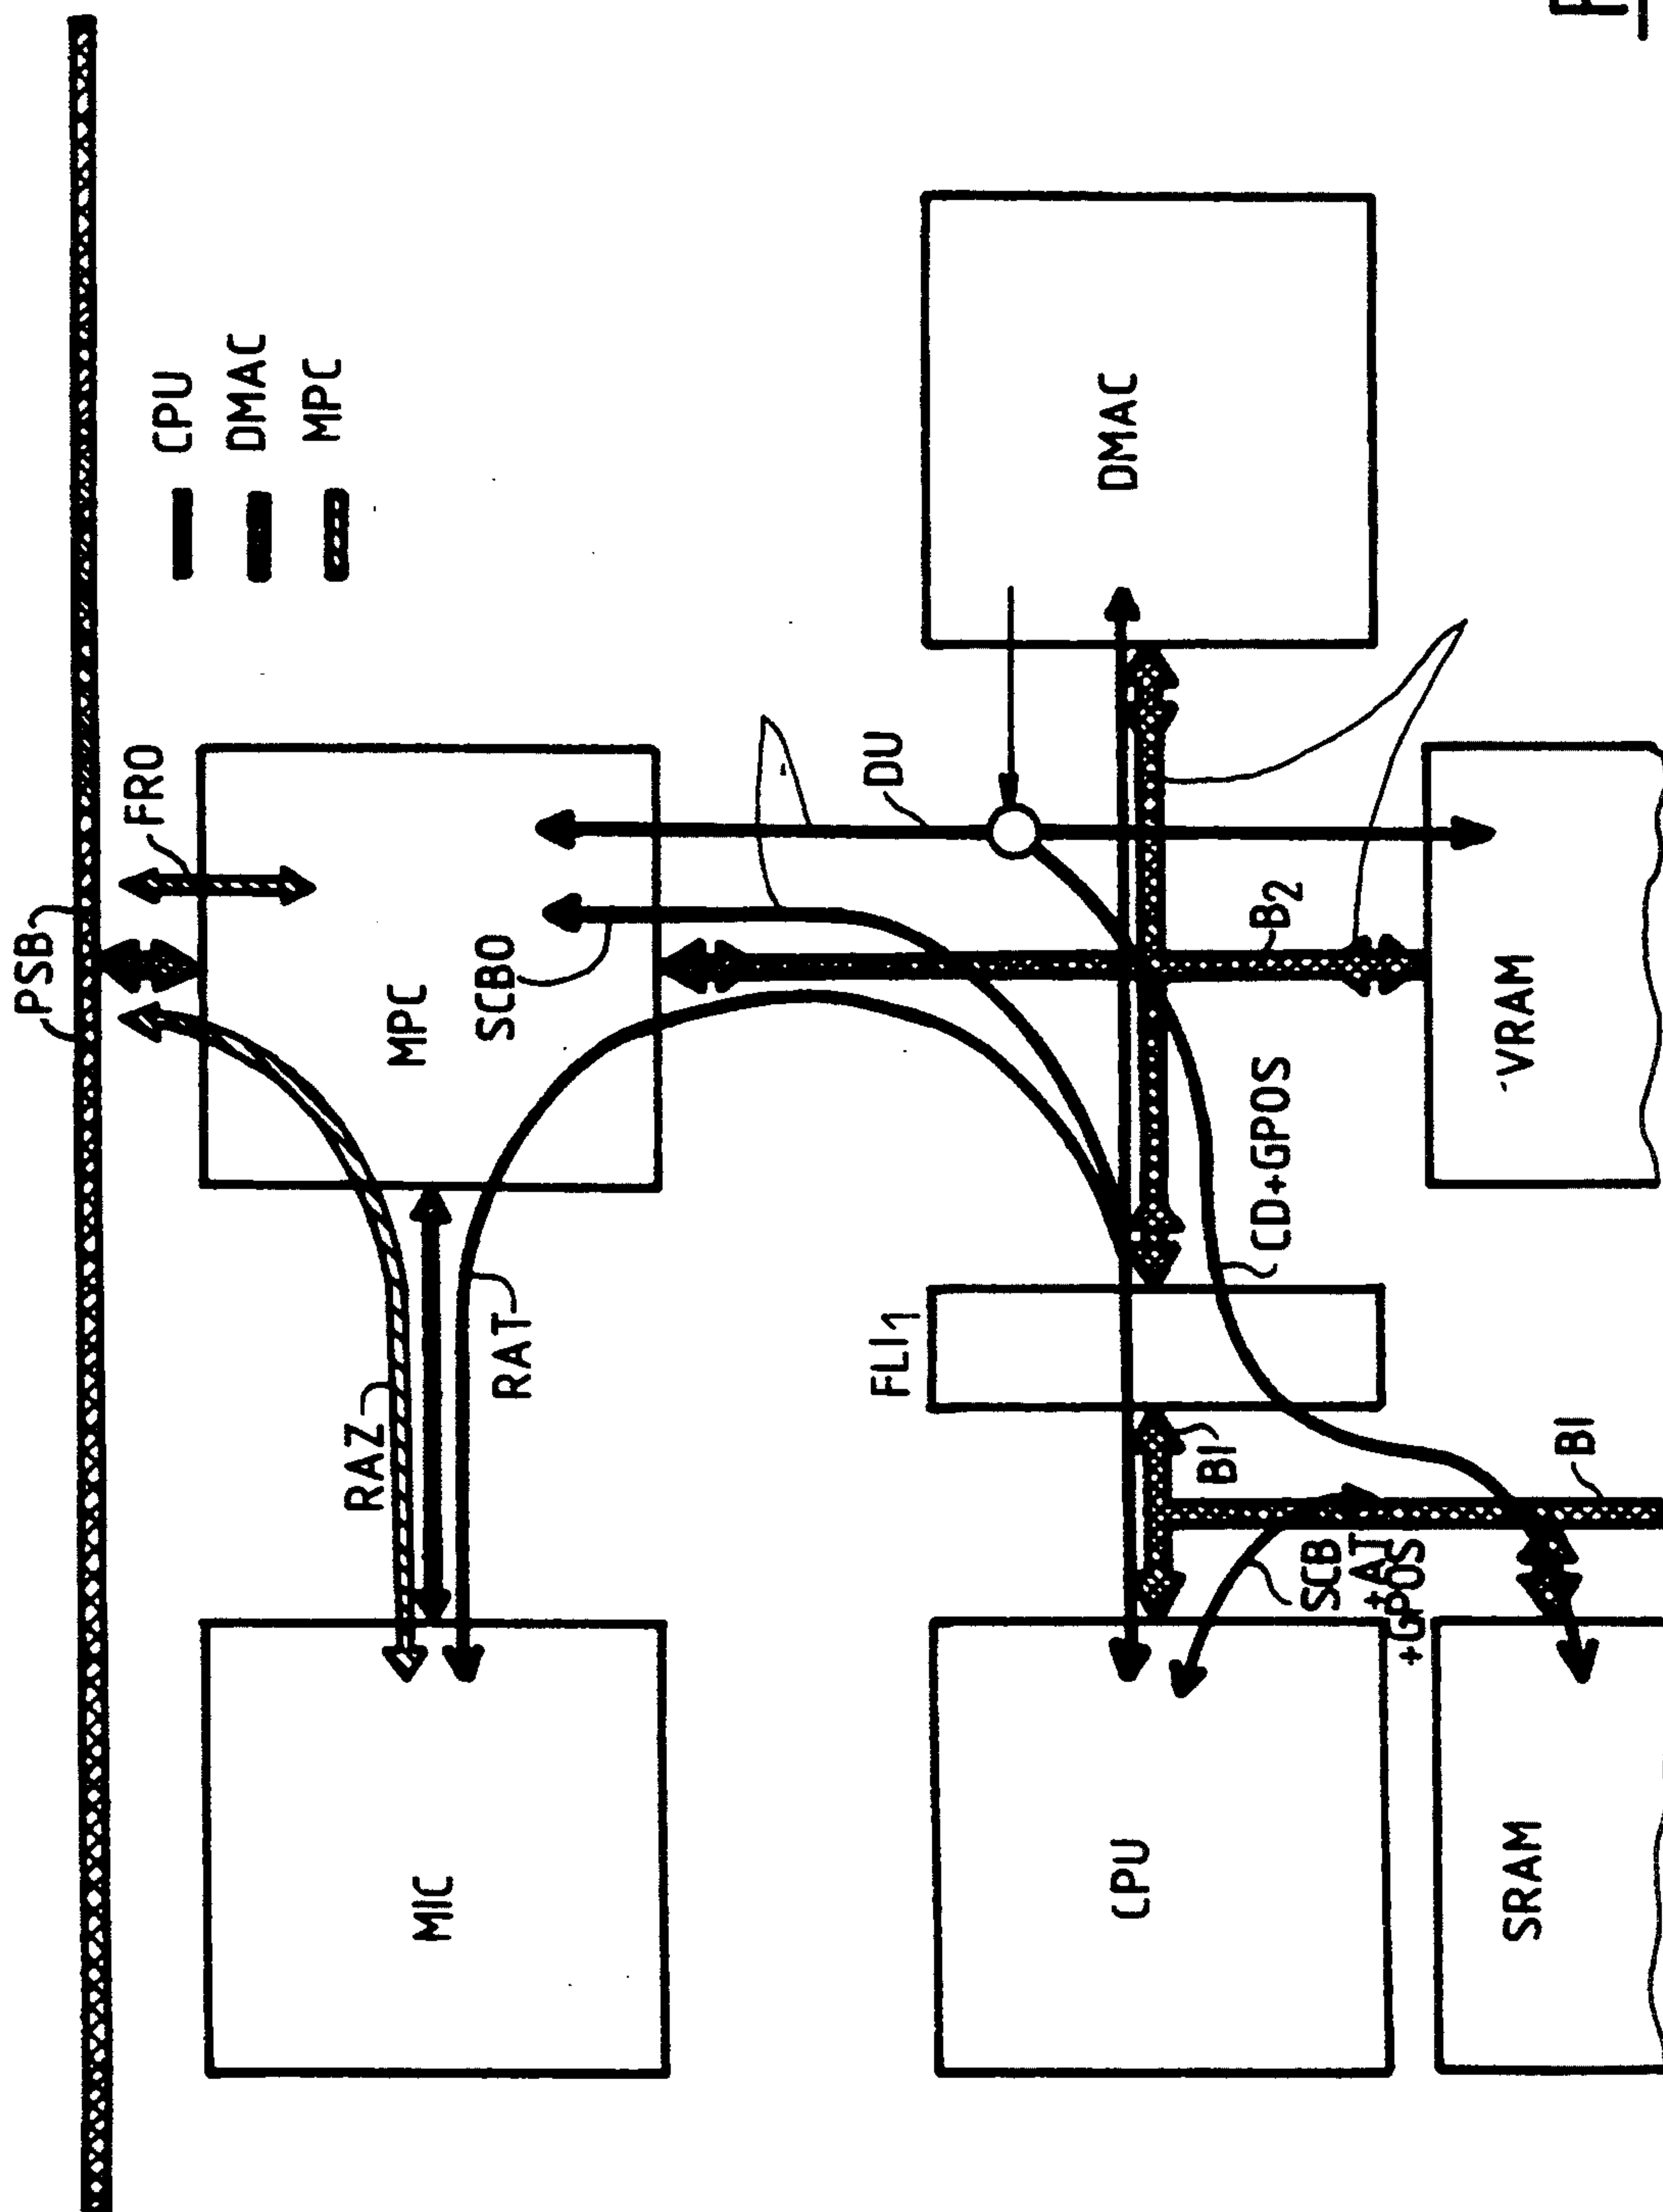 PSB
FRO
CPU
DMAC
MPC
MPC
SCBO
RAZ
RAT
MIC
DU
DMAC
FLI1
B2
BI
CD+GPOS
CPU
SCB
+AT
+GPOS
BI
VRAM
SRAM